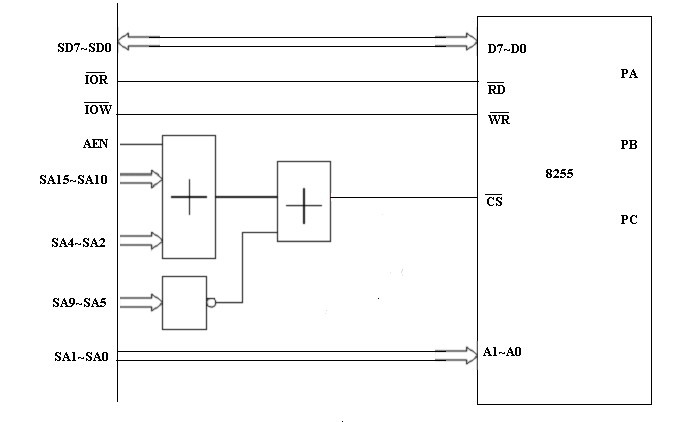 SD7~SD0
D7~D0
IOR
RD
PA
IOW
WR
AEN
PB
SA15~SA10
8255
CS
PC
SA4~SA2
SA9~SA5
SA1~SA0
A1~A0